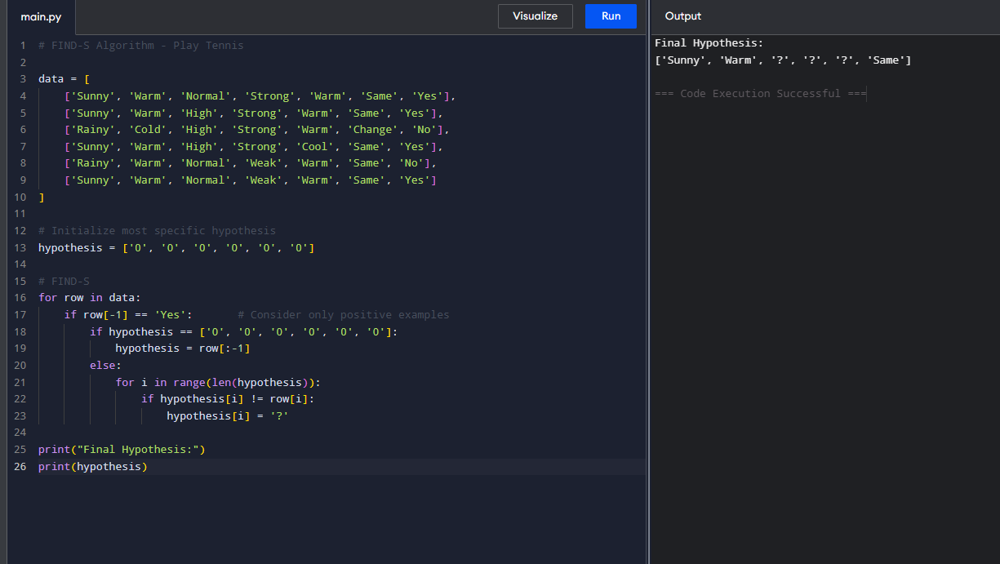 main.py Visualize Run Output
1 # FIND-S Algorithm - Play Tennis
2
3 data = [
4     ['Sunny', 'Warm', 'Normal', 'Strong', 'Warm', 'Same', 'Yes'],
5     ['Sunny', 'Warm', 'High', 'Strong', 'Warm', 'Same', 'Yes'],
6     ['Rainy', 'Cold', 'High', 'Strong', 'Warm', 'Change', 'No'],
7     ['Sunny', 'Warm', 'High', 'Strong', 'Cool', 'Same', 'Yes'],
8     ['Rainy', 'Warm', 'Normal', 'Weak', 'Warm', 'Same', 'No'],
9     ['Sunny', 'Warm', 'Normal', 'Weak', 'Warm', 'Same', 'Yes']
10 ]
11
12 # Initialize most specific hypothesis
13 hypothesis = ['0', '0', '0', '0', '0', '0']
14
15 # FIND-S
16 for row in data:
17     if row[-1] == 'Yes':       # Consider only positive examples
18         if hypothesis == ['0', '0', '0', '0', '0', '0']:
19             hypothesis = row[:-1]
20         else:
21             for i in range(len(hypothesis)):
22                 if hypothesis[i] != row[i]:
23                     hypothesis[i] = '?'
24
25 print("Final Hypothesis:")
26 print(hypothesis)
Final Hypothesis:
['Sunny', 'Warm', '?', '?', '?', 'Same']
=== Code Execution Successful ===